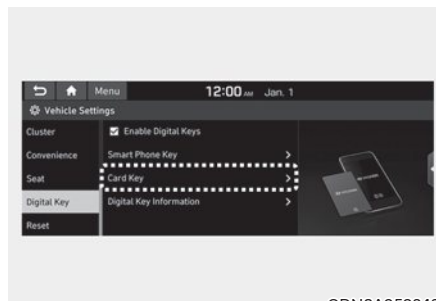 Menu 12:00 AM Jan. 1
Vehicle Settings
Cluster
Enable Digital Keys
Convenience
Smart Phone Key
Seat
Card Key
Digital Key
Digital Key Information
Reset